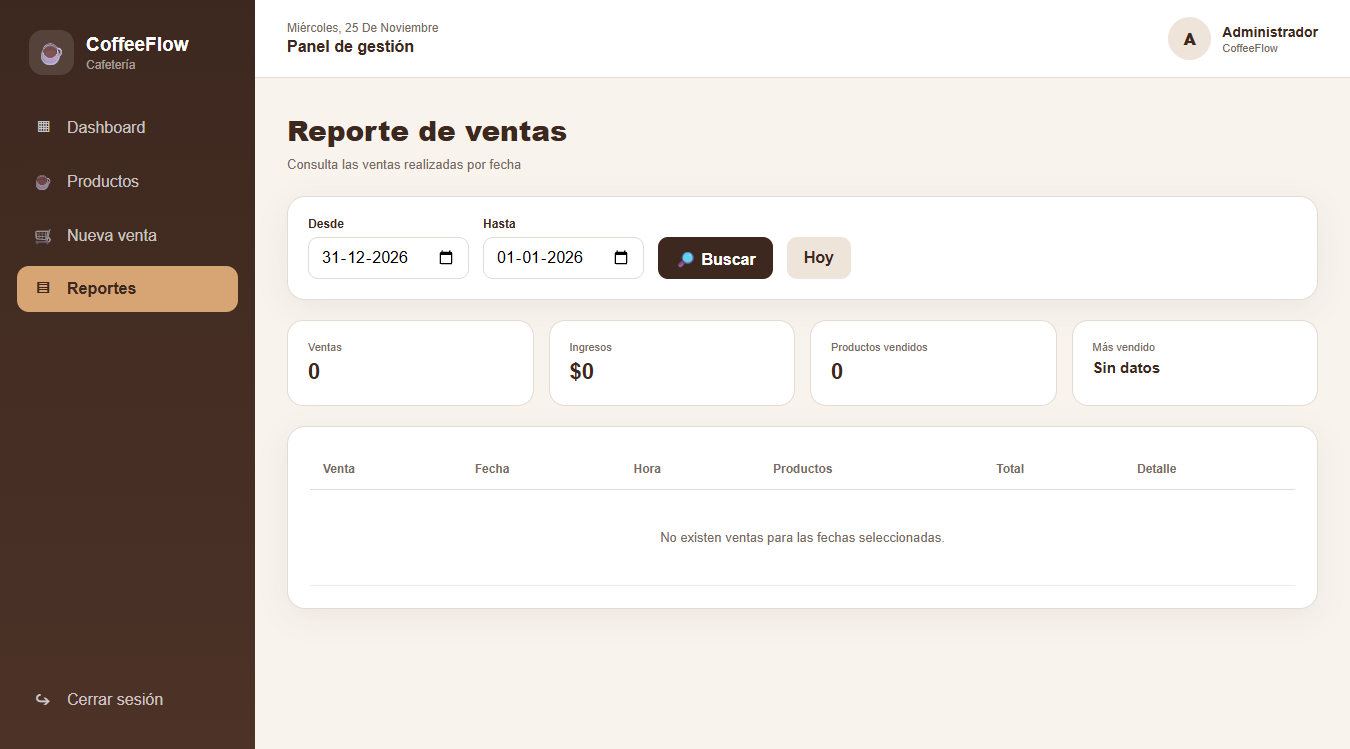 CoffeeFlow
Cafetería
Dashboard
Productos
Nueva venta
Reportes
Cerrar sesión
Miércoles, 25 De Noviembre
Panel de gestión
A
Administrador
CoffeeFlow
Reporte de ventas
Consulta las ventas realizadas por fecha
Desde Hasta
31-12-2026 01-01-2026 Buscar Hoy
Ventas Ingresos Productos vendidos Más vendido
0 $0 0 Sin datos
Venta Fecha Hora Productos Total Detalle
No existen ventas para las fechas seleccionadas.